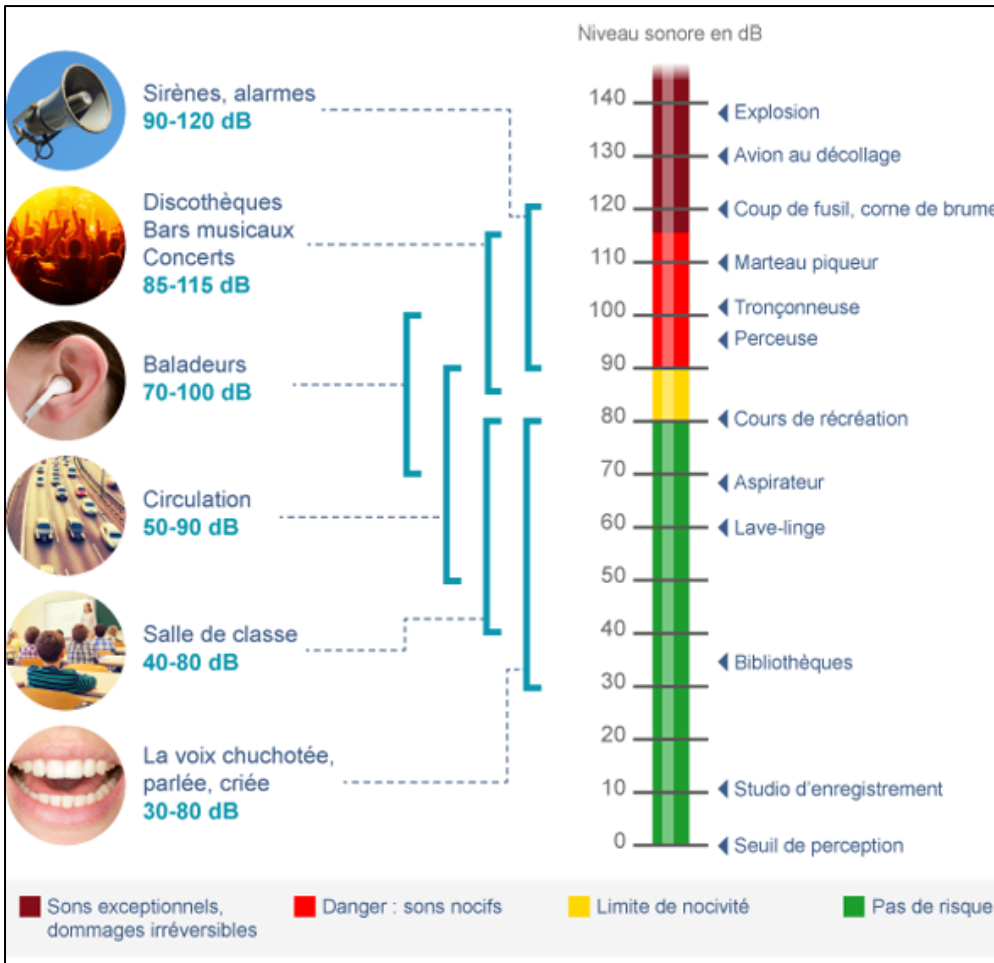 Niveau sonore en dB
Sirènes, alarmes
90-120 dB
Discothèques
Bars musicaux
Concerts
85-115 dB
Baladeurs
70-100 dB
Circulation
50-90 dB
Salle de classe
40-80 dB
La voix chuchotée,
parlée, criée
30-80 dB
140
Explosion
130
Avion au décollage
120
Coup de fusil, corne de brume
110
Marteau piqueur
Tronçonneuse
100
Perceuse
90
80
Cours de récréation
70
Aspirateur
60
Lave-linge
50
40
Bibliothèques
30
20
10
Studio d'enregistrement
0
Seuil de perception
Sons exceptionnels,
dommages irréversibles
Danger : sons nocifs
Limite de nocivité
Pas de risque